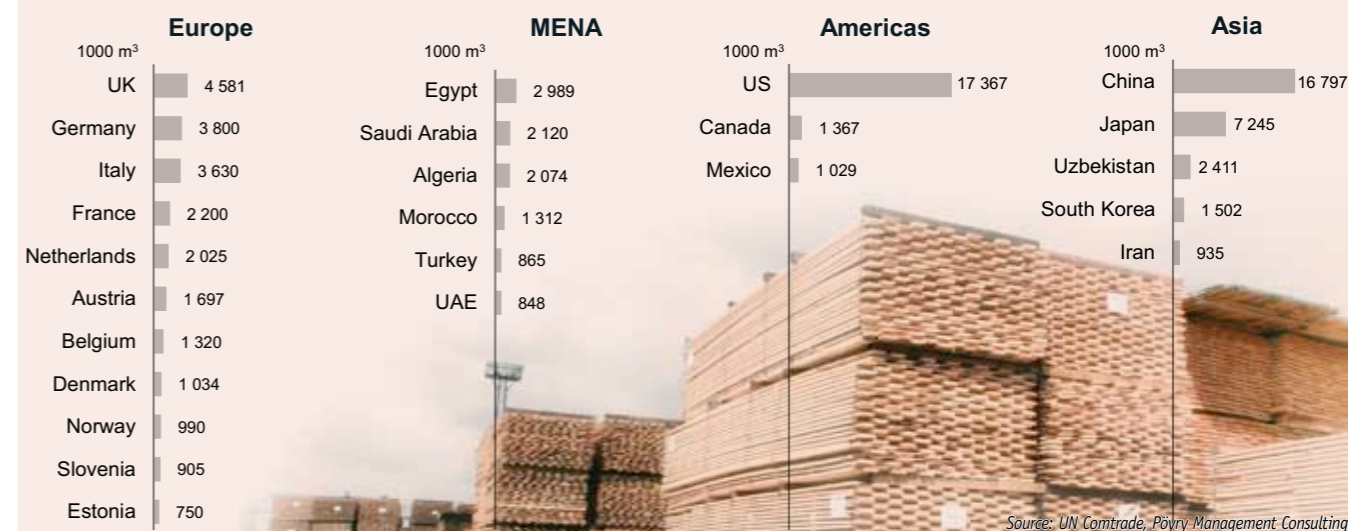 Europe
1000 m³
UK 4 581
Germany 3 800
Italy 3 630
France 2 200
Netherlands 2 025
Austria 1 697
Belgium 1 320
Denmark 1 034
Norway 990
Slovenia 905
Estonia 750
MENA
1000 m³
Egypt 2 989
Saudi Arabia 2 120
Algeria 2 074
Morocco 1 312
Turkey 865
UAE 848
Americas
1000 m³
US 17 367
Canada 1 367
Mexico 1 029
Asia
1000 m³
China 16 797
Japan 7 245
Uzbekistan 2 411
South Korea 1 502
Iran 935
Source: UN Comtrade, Pöyry Management Consulting